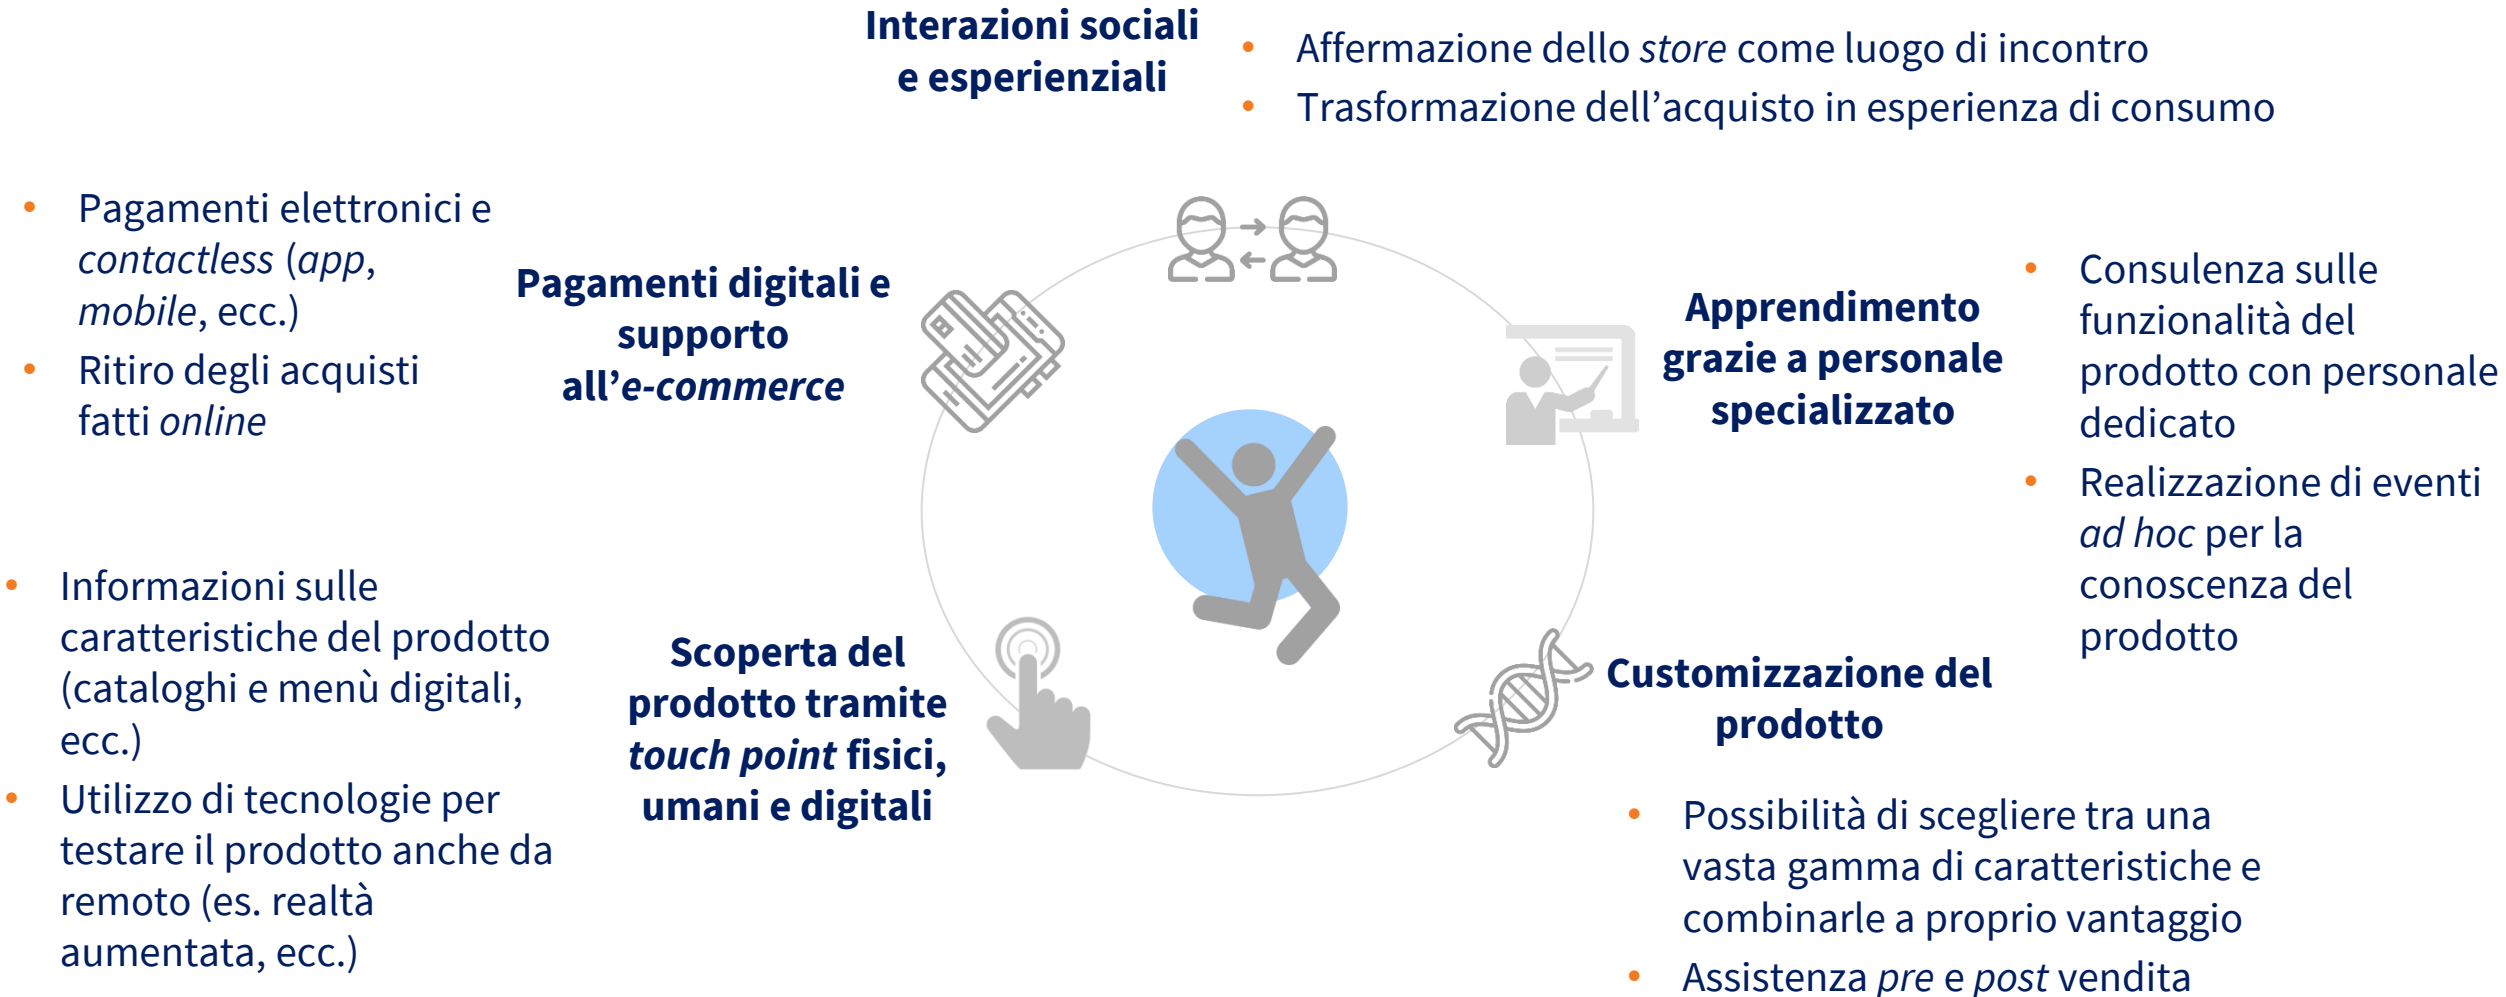 Interazioni sociali
e esperienziali
• Affermazione dello store come luogo di incontro
• Trasformazione dell’acquisto in esperienza di consumo
• Pagamenti elettronici e
contactless (app,
mobile, ecc.)
• Ritiro degli acquisti
fatti online
Pagamenti digitali e
supporto
all’e-commerce
Apprendimento
grazie a personale
specializzato
• Consulenza sulle
funzionalità del
prodotto con personale
dedicato
• Realizzazione di eventi
ad hoc per la
conoscenza del
prodotto
• Informazioni sulle
caratteristiche del prodotto
(cataloghi e menù digitali,
ecc.)
• Utilizzo di tecnologie per
testare il prodotto anche da
remoto (es. realtà
aumentata, ecc.)
Scoperta del
prodotto tramite
touch point fisici,
umani e digitali
Customizzazione del
prodotto
• Possibilità di scegliere tra una
vasta gamma di caratteristiche e
combinarle a proprio vantaggio
• Assistenza pre e post vendita